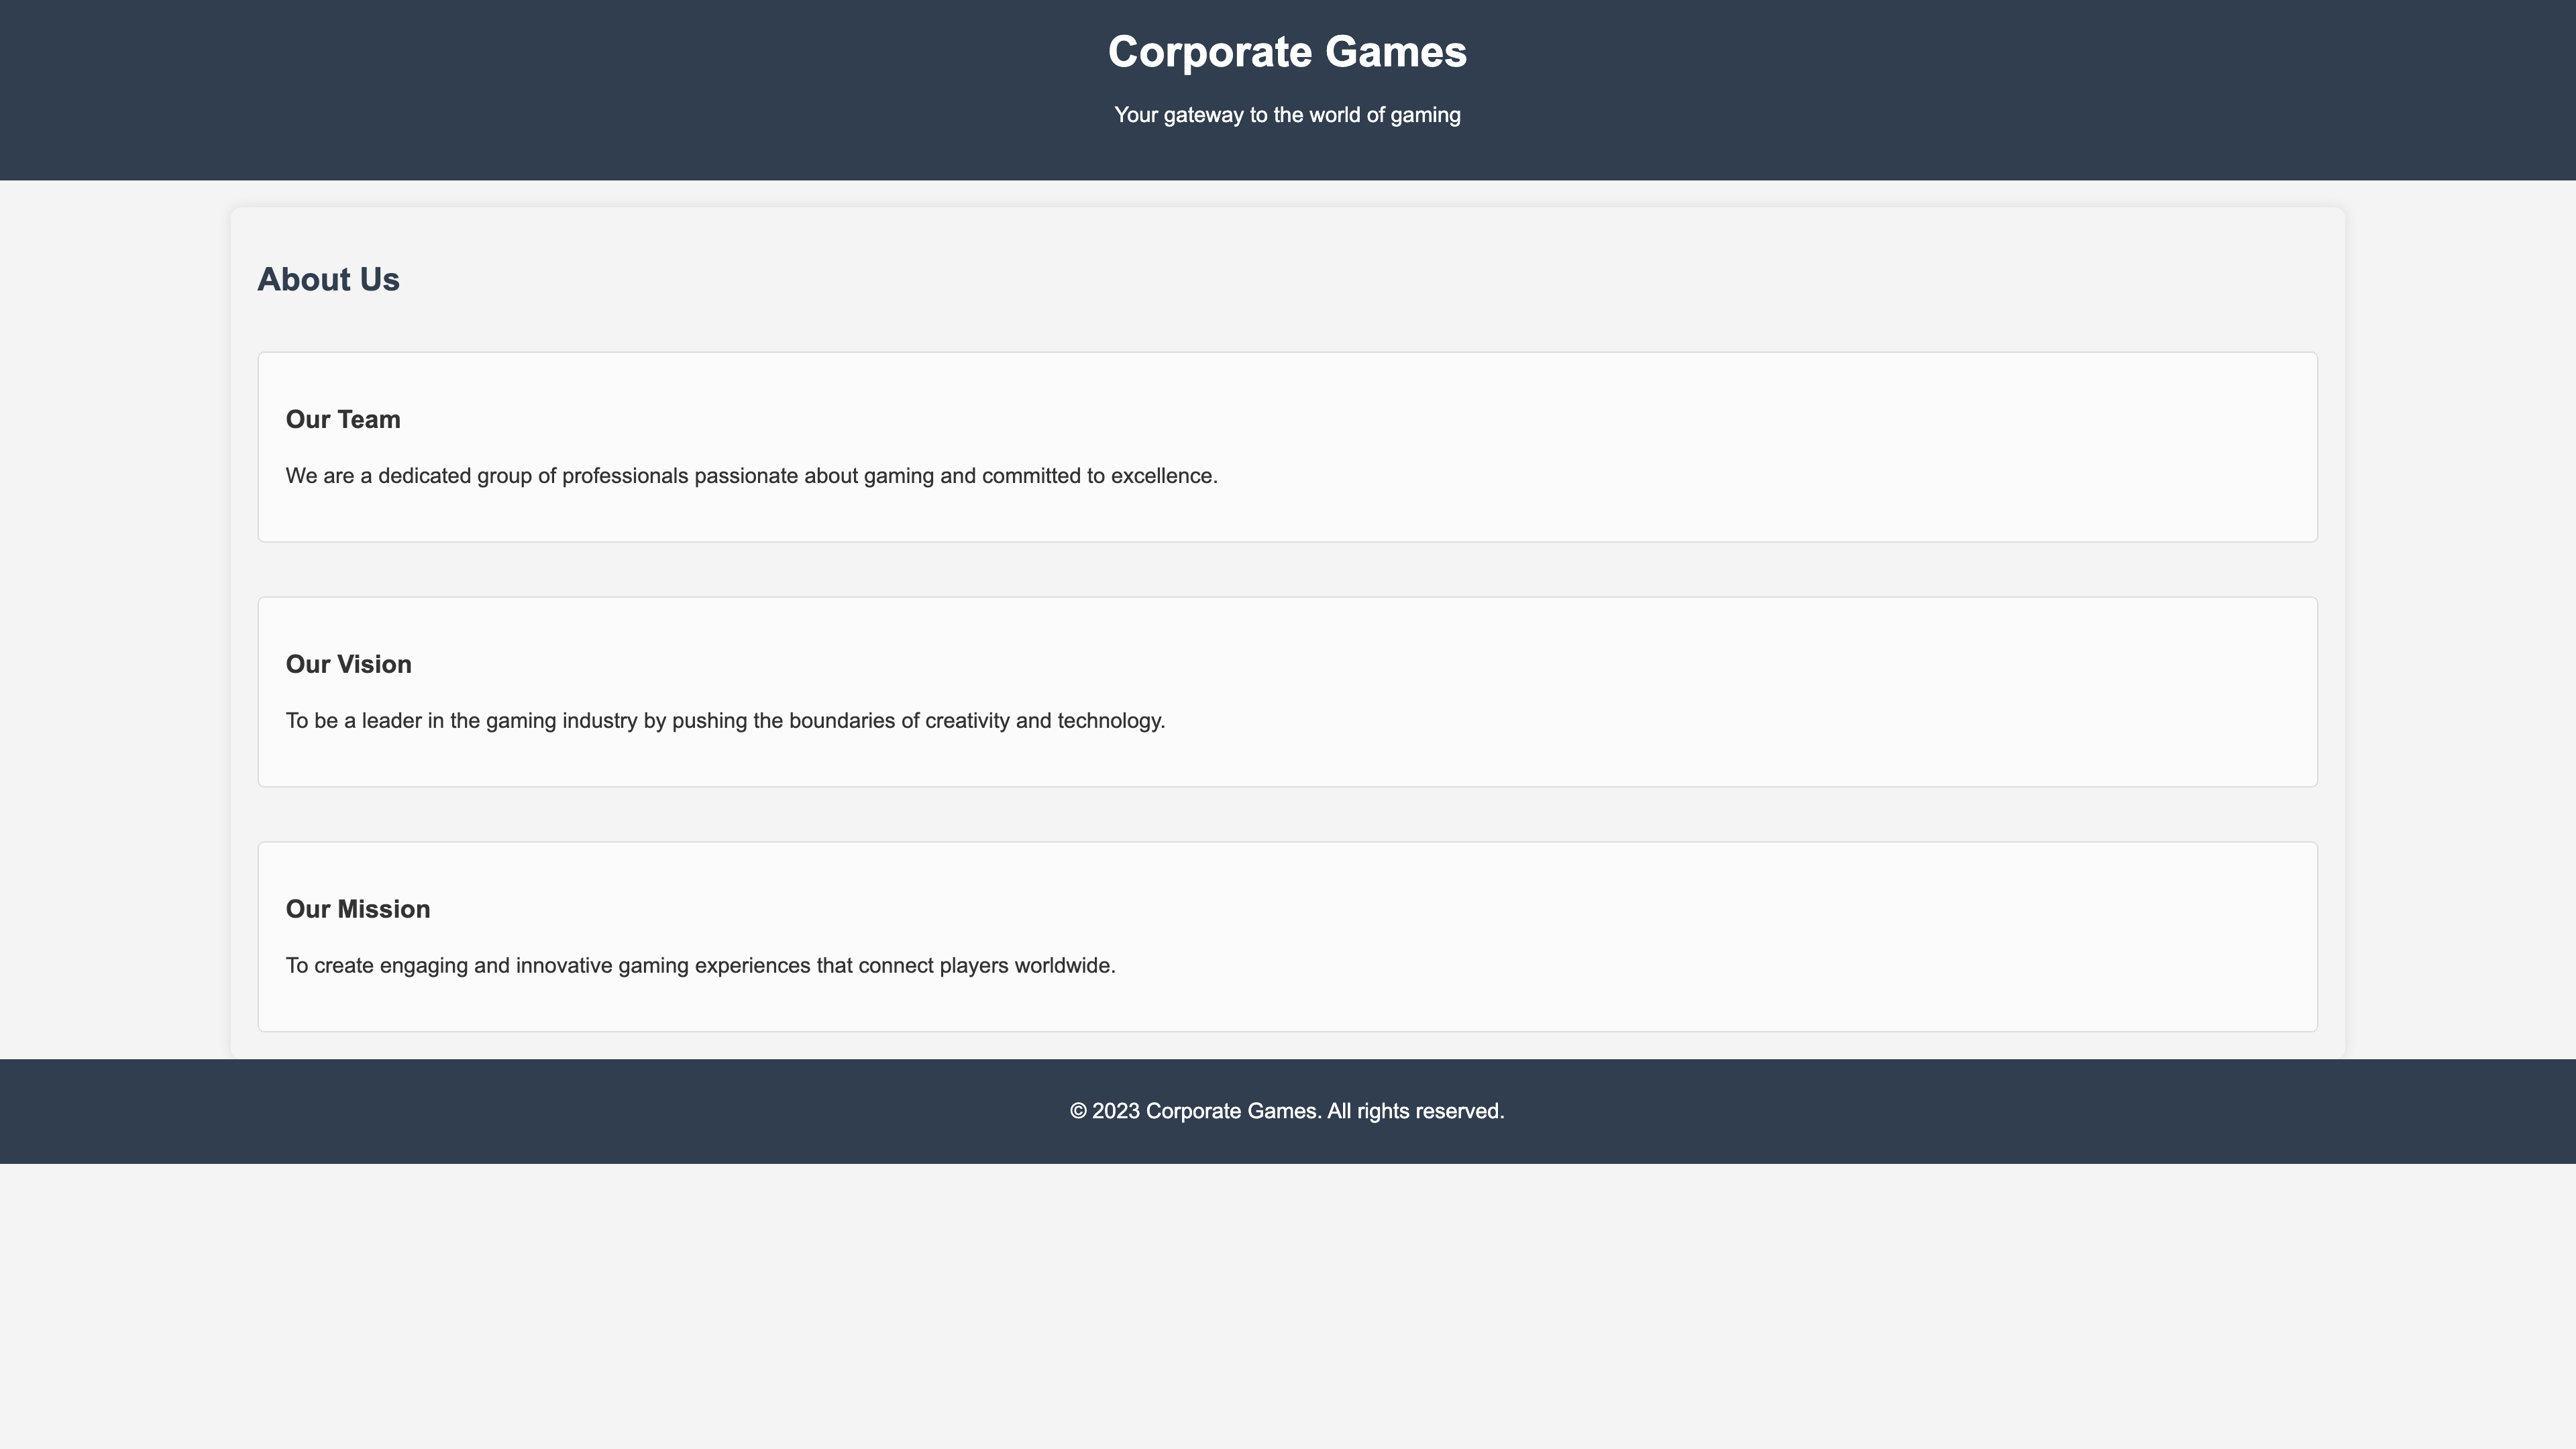 Corporate Games
Your gateway to the world of gaming
About Us
Our Team
We are a dedicated group of professionals passionate about gaming and committed to excellence.
Our Vision
To be a leader in the gaming industry by pushing the boundaries of creativity and technology.
Our Mission
To create engaging and innovative gaming experiences that connect players worldwide.
© 2023 Corporate Games. All rights reserved.